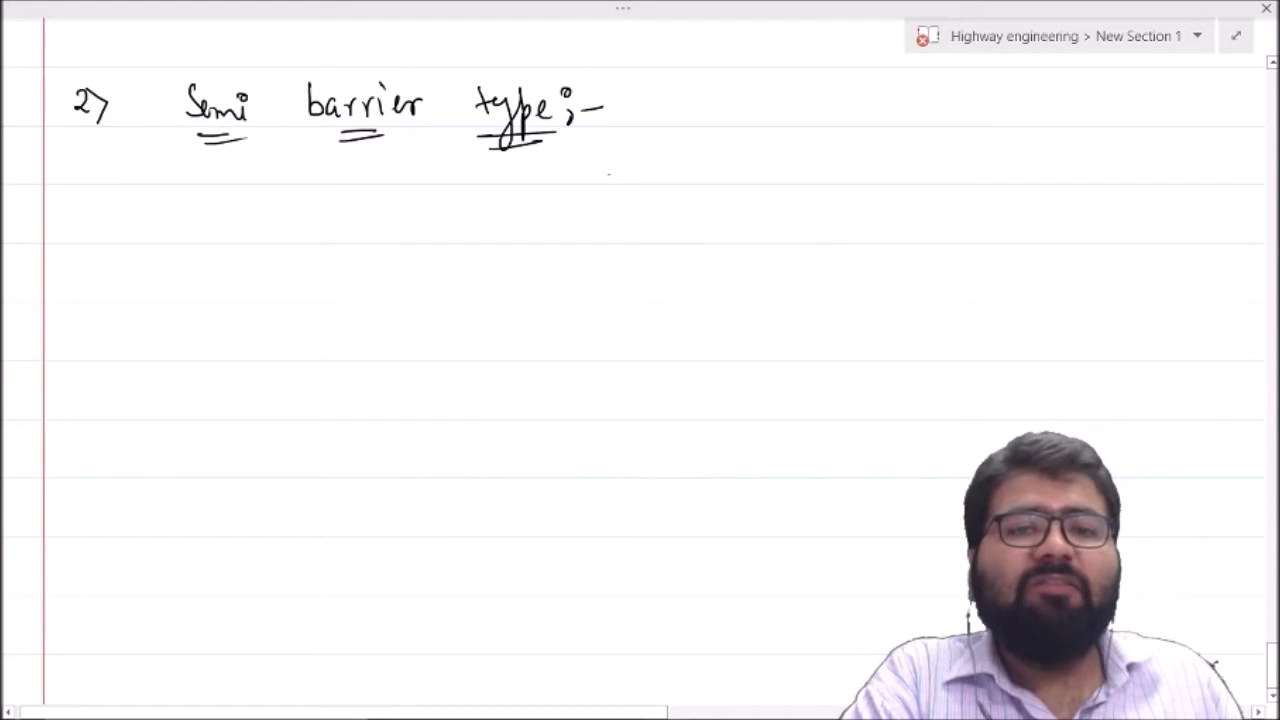 Highway engineering > New Section 1
2> Semi barrier type ;-